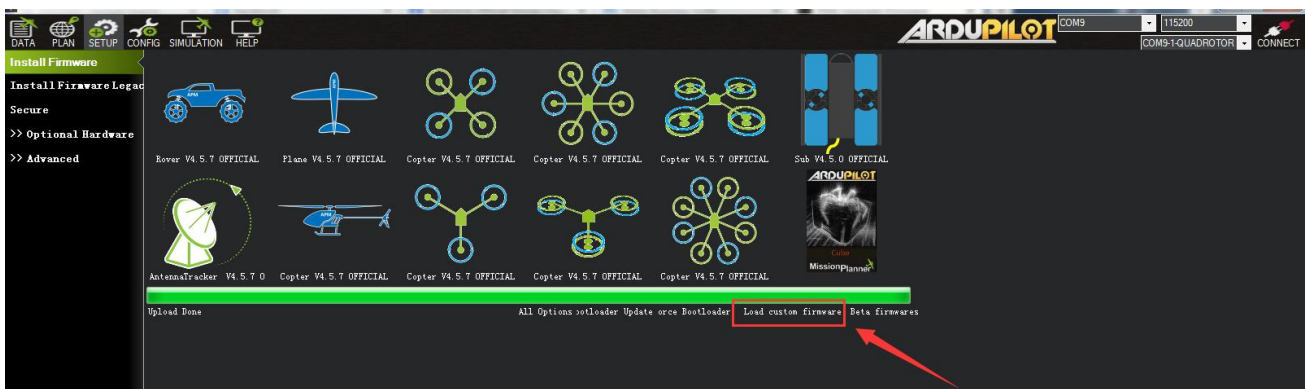 DATA
PLAN
SETUP
CONFIG
SIMULATION
HELP
ARDUPILOT
COM9
115200
COM9-1-QUADROTOR
CONNECT
Install Firmware
Install Firmware Legac
Secure
>> Optional Hardware
>> Advanced
APM
Rover V4.5.7 OFFICIAL
Plane V4.5.7 OFFICIAL
Copter V4.5.7 OFFICIAL
Copter V4.5.7 OFFICIAL
Copter V4.5.7 OFFICIAL
Sub V4.5.0 OFFICIAL
APM
ARDUPILOT
Cube
MissionPlanner
AntennaTracker V4.5.7 O
Copter V4.5.7 OFFICIAL
Copter V4.5.7 OFFICIAL
Copter V4.5.7 OFFICIAL
Copter V4.5.7 OFFICIAL
Upload Done
All Options
otloader Update
orce Bootloader
Load custom firmware
Beta firmwares